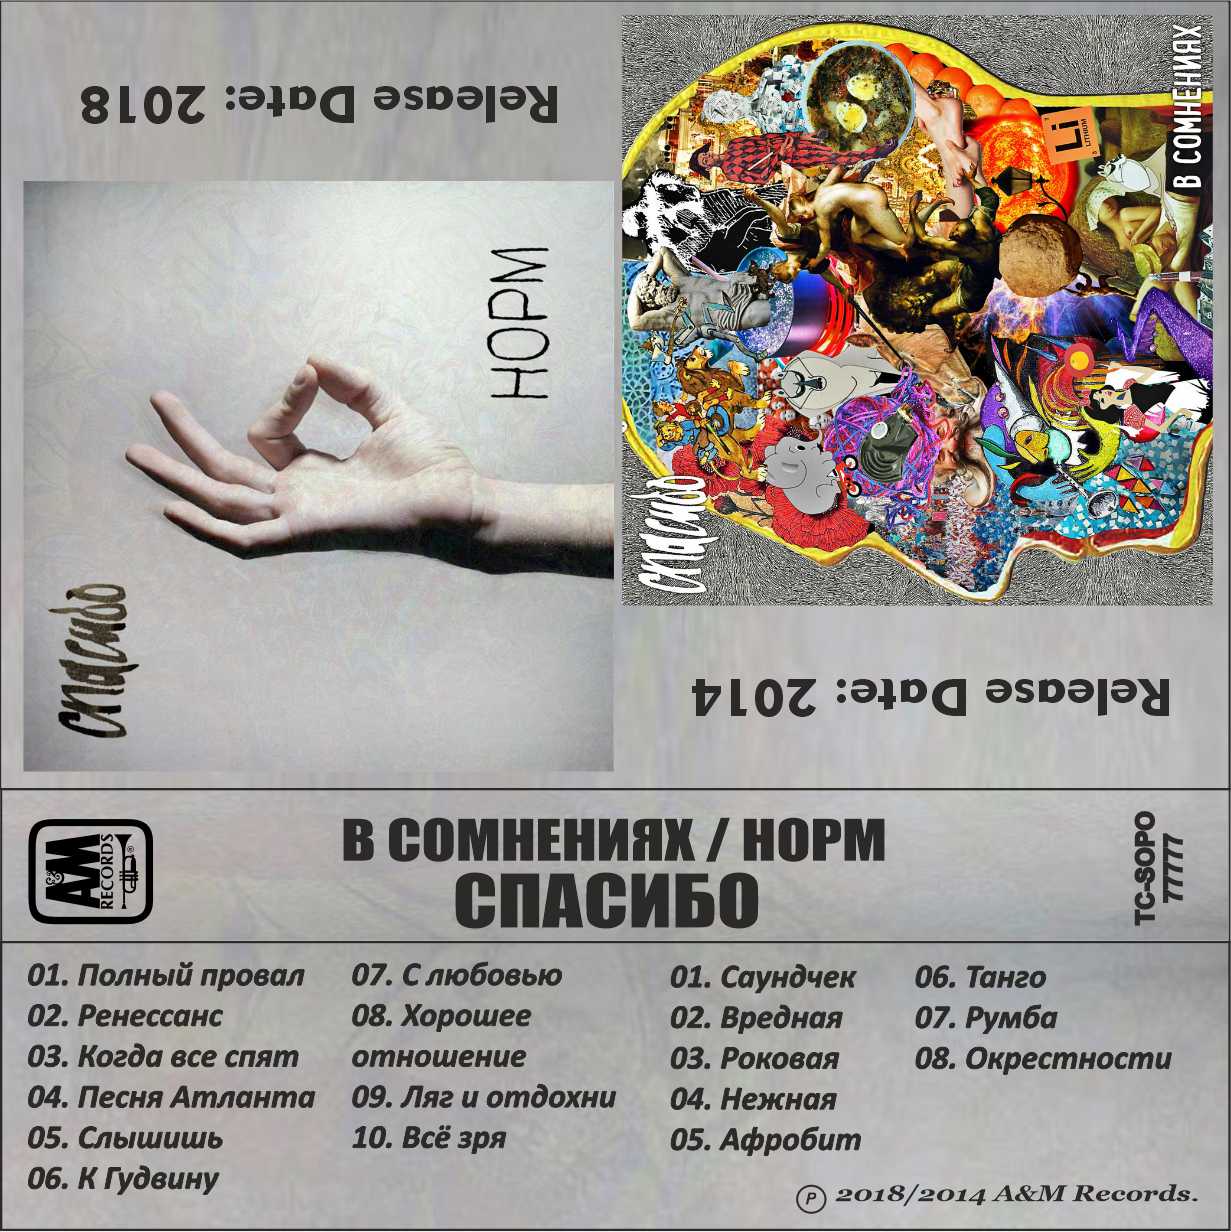 Release Date: 2018
спасибо
НОРМ
спасибо
В СОМНЕНИЯХ
Li
LITHIUM
Release Date: 2014
A&M
RECORDS
®
В СОМНЕНИЯХ / НОРМ
СПАСИБО
TC-SOPO
77777
01. Полный провал
02. Ренессанс
03. Когда все спят
04. Песня Атланта
05. Слышишь
06. К Гудвину
07. С любовью
08. Хорошее
отношение
09. Ляг и отдохни
10. Всё зря
01. Саундчек
02. Вредная
03. Роковая
04. Нежная
05. Афробит
06. Танго
07. Румба
08. Окрестности
℗ 2018/2014 A&M Records.